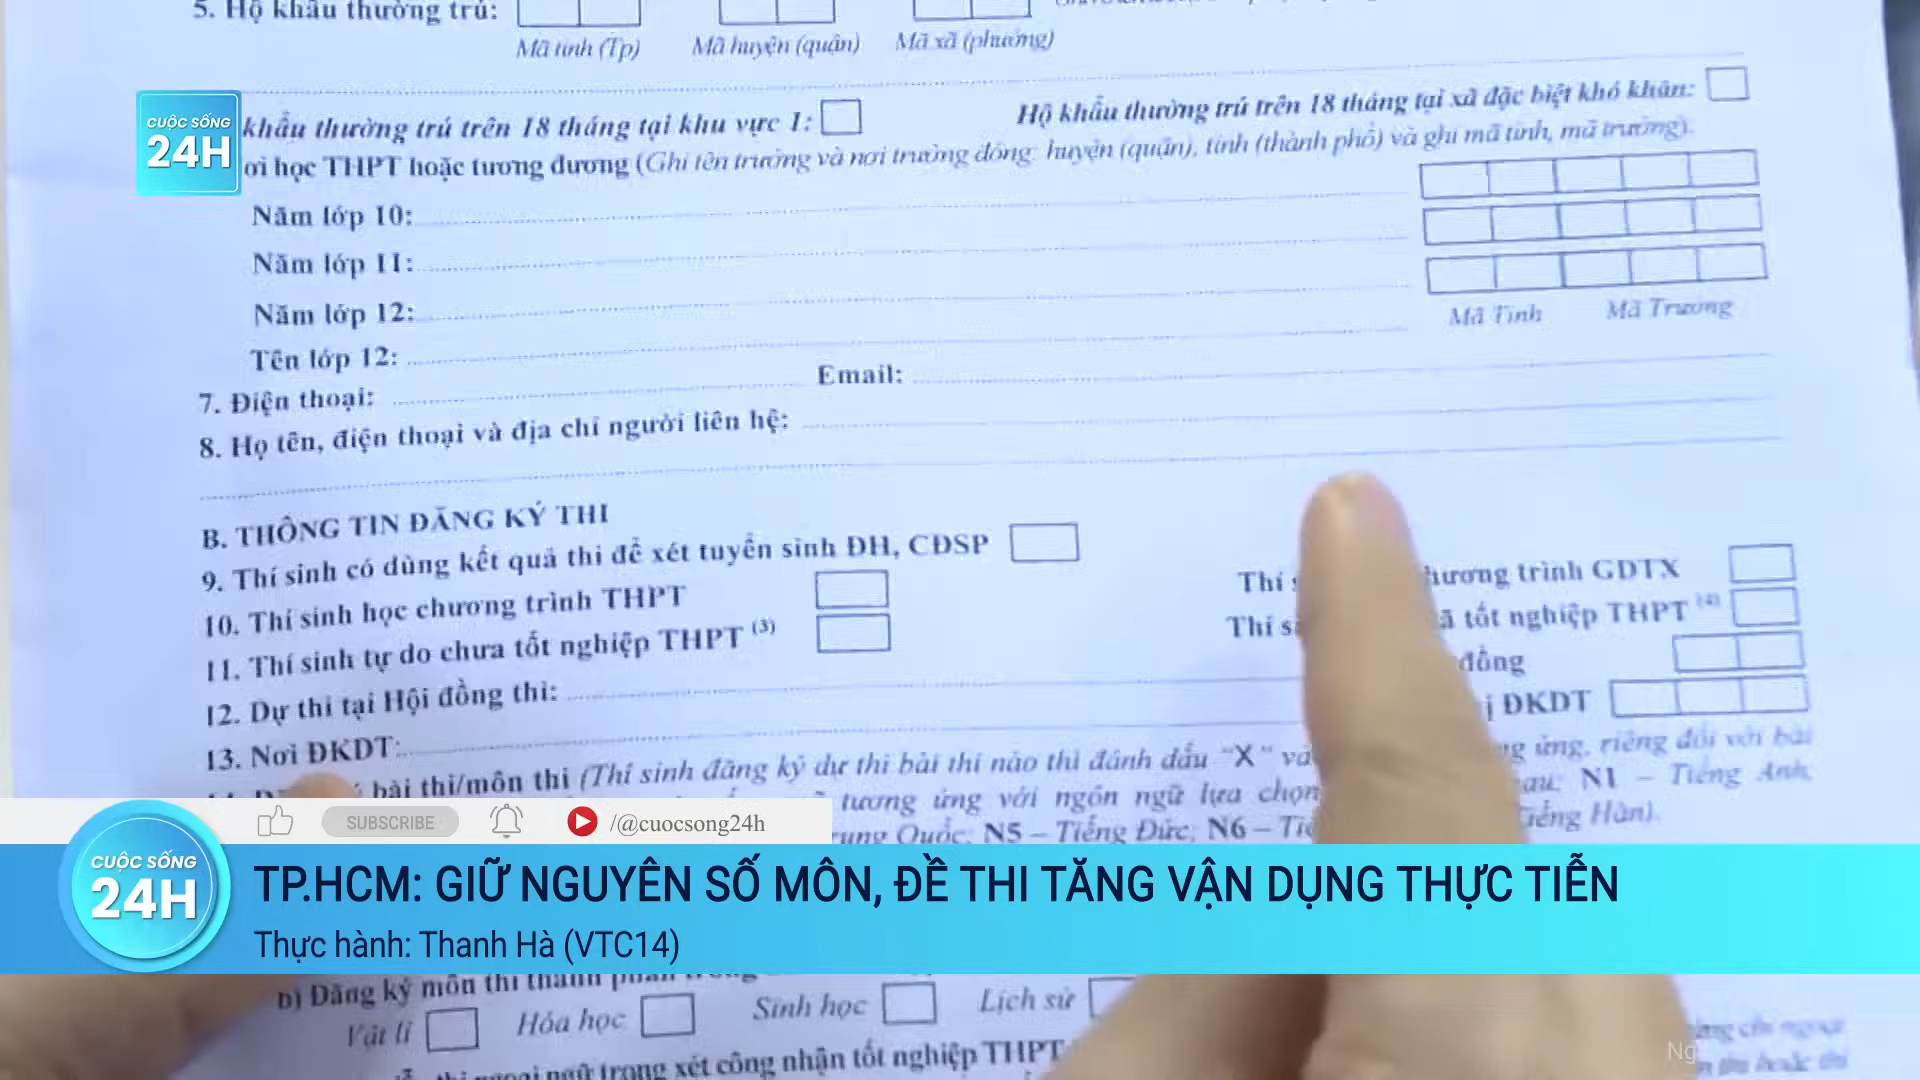 5. Hộ khẩu thường trú:
Mã tỉnh (Tp) Mã huyện (quận) Mã xã (phường)
khẩu thường trú trên 18 tháng tại khu vực 1: Hộ khẩu thường trú trên 18 tháng tại xã đặc biệt khó khăn:
CUỘC SỐNG
24H
ơi học THPT hoặc tương đương (Ghi tên trường và nơi trường đóng: huyện (quận), tỉnh (thành phố) và ghi mã tỉnh, mã trường).
Năm lớp 10:
Năm lớp 11:
Năm lớp 12:
Mã Tỉnh Mã Trường
Tên lớp 12:
7. Điện thoại: Email:
8. Họ tên, điện thoại và địa chỉ người liên hệ:
B. THÔNG TIN ĐĂNG KÝ THI
9. Thí sinh có dùng kết quả thi để xét tuyển sinh ĐH, CĐSP
10. Thí sinh học chương trình THPT Thí hương trình GDTX
11. Thí sinh tự do chưa tốt nghiệp THPT (3) Thí s ã tốt nghiệp THPT (4)
12. Dự thi tại Hội đồng thi: đồng
13. Nơi ĐKDT: ĐKDT
bài thi/môn thi (Thí sinh đăng ký dự thi bài thi nào thì đánh dấu "X" và ng ứng, riêng đối với bài
tương ứng với ngôn ngữ lựa chọn au: N1 – Tiếng Anh;
rung Quốc; N5 – Tiếng Đức; N6 – Tiế iếng Hàn).
SUBSCRIBE /@cuocsong24h
CUỘC SỐNG
24H
TP.HCM: GIỮ NGUYÊN SỐ MÔN, ĐỀ THI TĂNG VẬN DỤNG THỰC TIỄN
Thực hành: Thanh Hà (VTC14)
b) Đăng ký môn thi thành phần
Vật lí Hóa học Sinh học Lịch sử
thi ngoại ngữ trong xét công nhận tốt nghiệp THPT